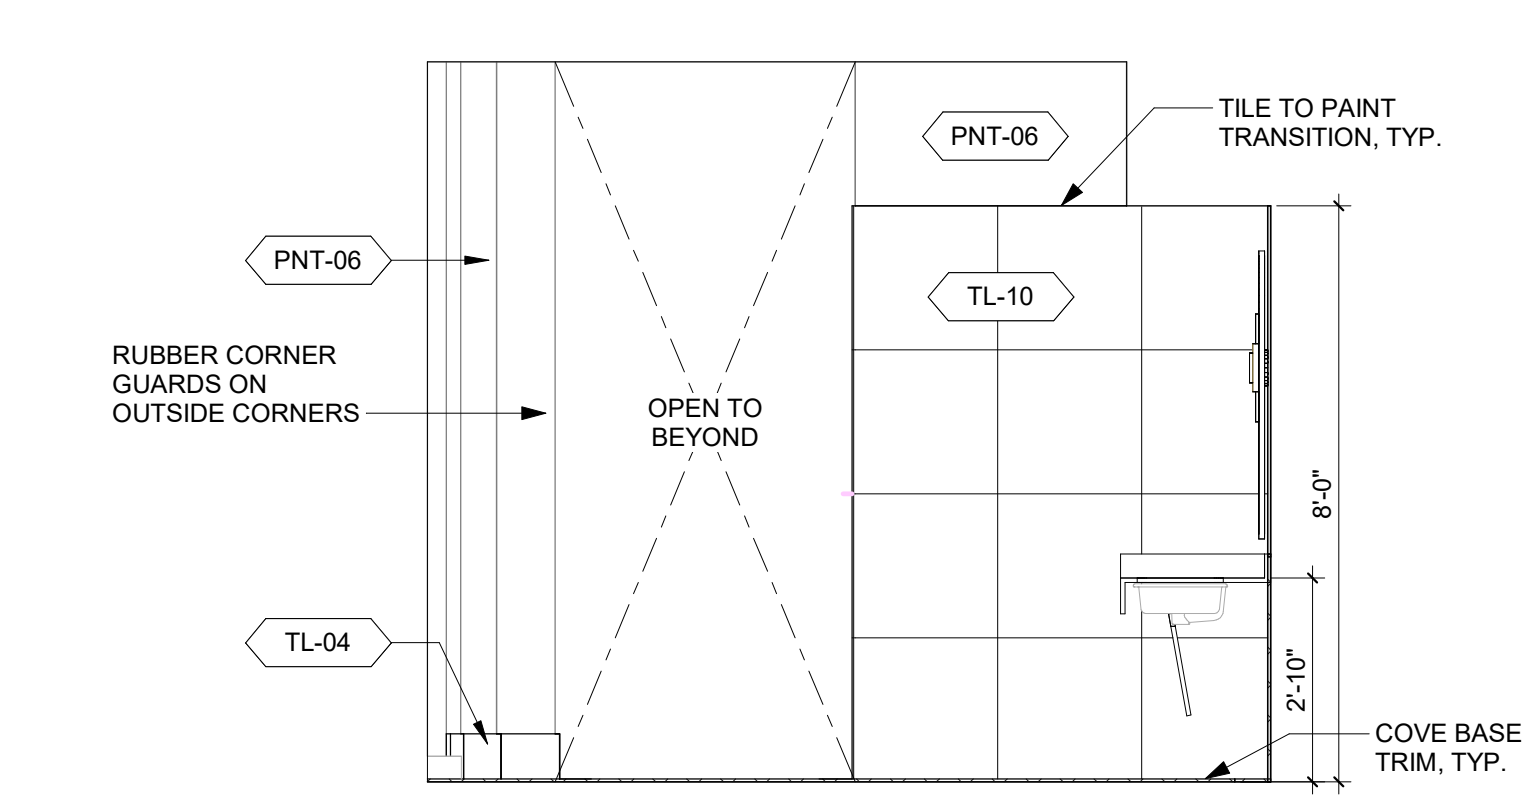 TILE TO PAINT
TRANSITION, TYP.
PNT-06
PNT-06
TL-10
RUBBER CORNER
GUARDS ON
OUTSIDE CORNERS
OPEN TO
BEYOND
8'-0"
2'-10"
TL-04
COVE BASE
TRIM, TYP.